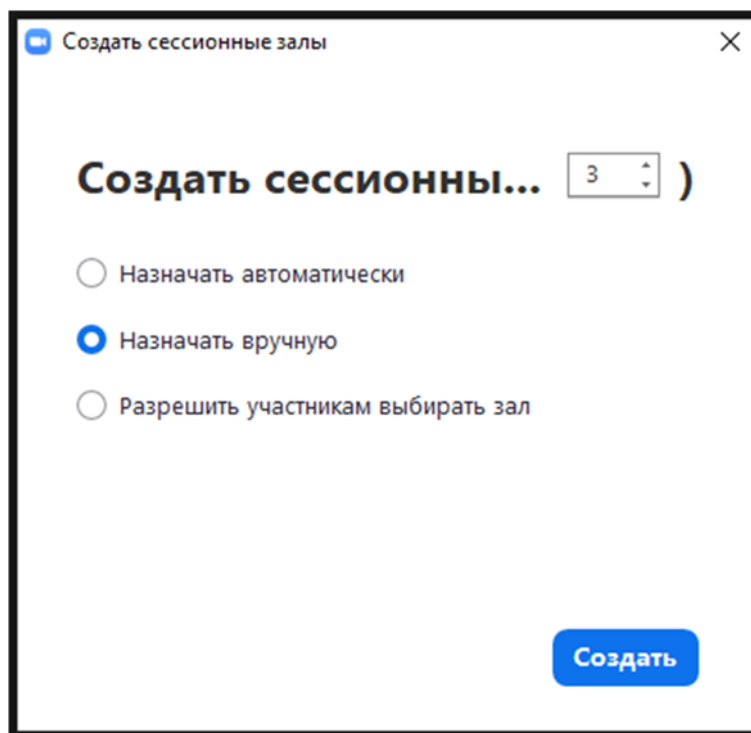 Создать сессионные залы
Создать сессионны... 3 )
Назначать автоматически
Назначать вручную
Разрешить участникам выбирать зал
Создать